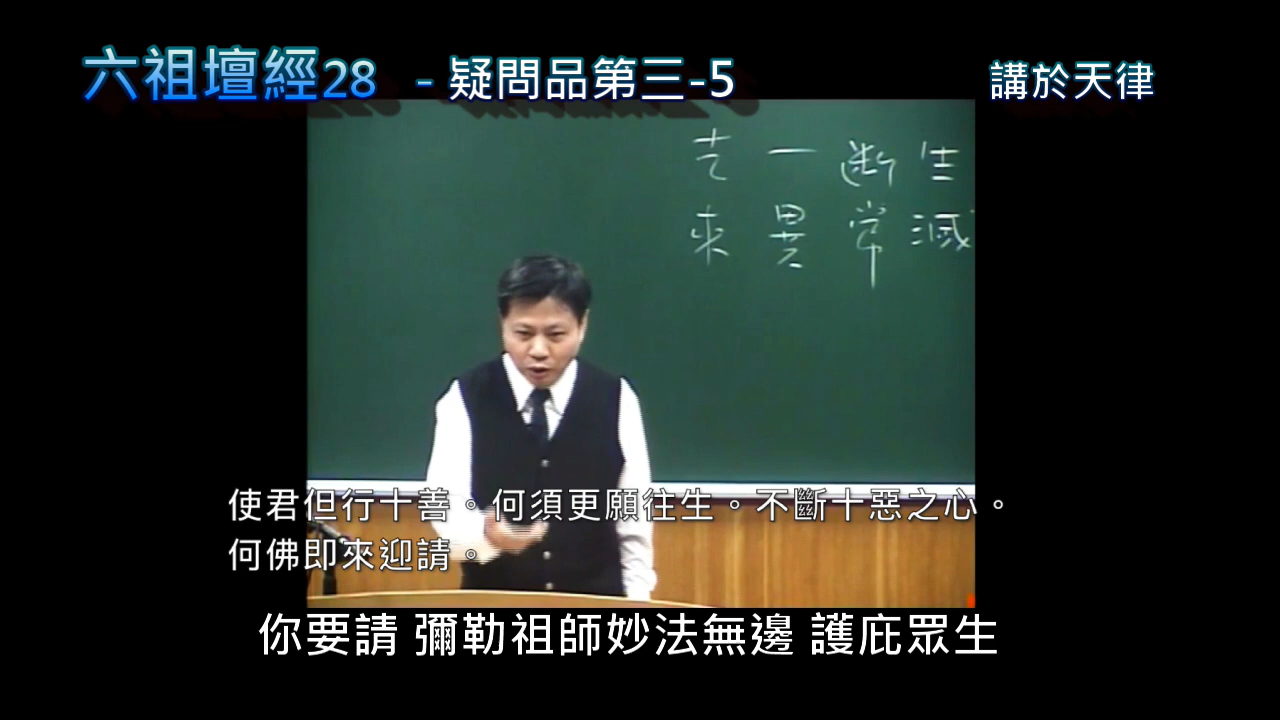 六祖壇經28 - 疑問品第三-5 講於天律
去 一 断 生
來 異 常 滅
使君但行十善。何須更願往生。不斷十惡之心。
何佛即來迎請。
你要請 彌勒祖師妙法無邊 護庇眾生